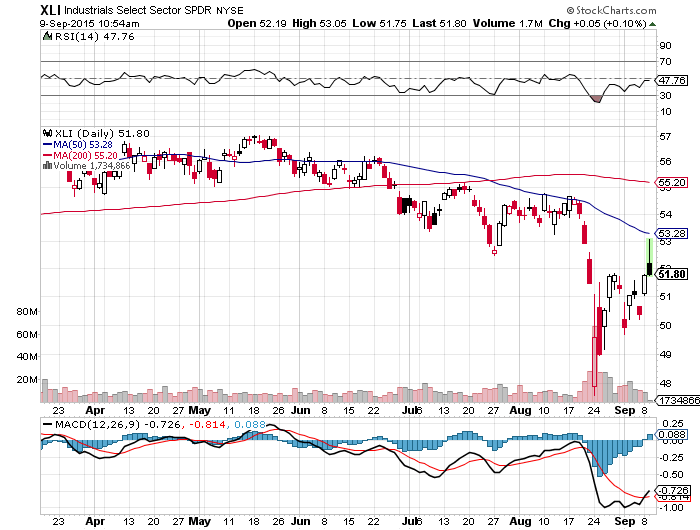 XLI Industrials Select Sector SPDR NYSE © StockCharts.com
9-Sep-2015 10:54am Open 52.19 High 53.05 Low 51.75 Last 51.80 Volume 1.7M Chg +0.05 (+0.10%)
RSI(14) 47.76
90
70
47.76
30
10
XLI (Daily) 51.80
MA(50) 53.28
MA(200) 55.20
Volume 1,734,866
57
56
55.20
55
54
53.28
53
52
51.80
51
50
49
48
80M
60M
40M
20M
1734866
23 Apr 13 20 27 May 11 18 26 Jun 8 15 22 Jul 6 13 20 27 Aug 10 17 24 Sep 8
MACD(12,26,9) -0.726, -0.814, 0.088
0.25
0.088
0.00
-0.25
-0.50
-0.726
-0.814
-1.00
23 Apr 13 20 27 May 11 18 26 Jun 8 15 22 Jul 6 13 20 27 Aug 10 17 24 Sep 8